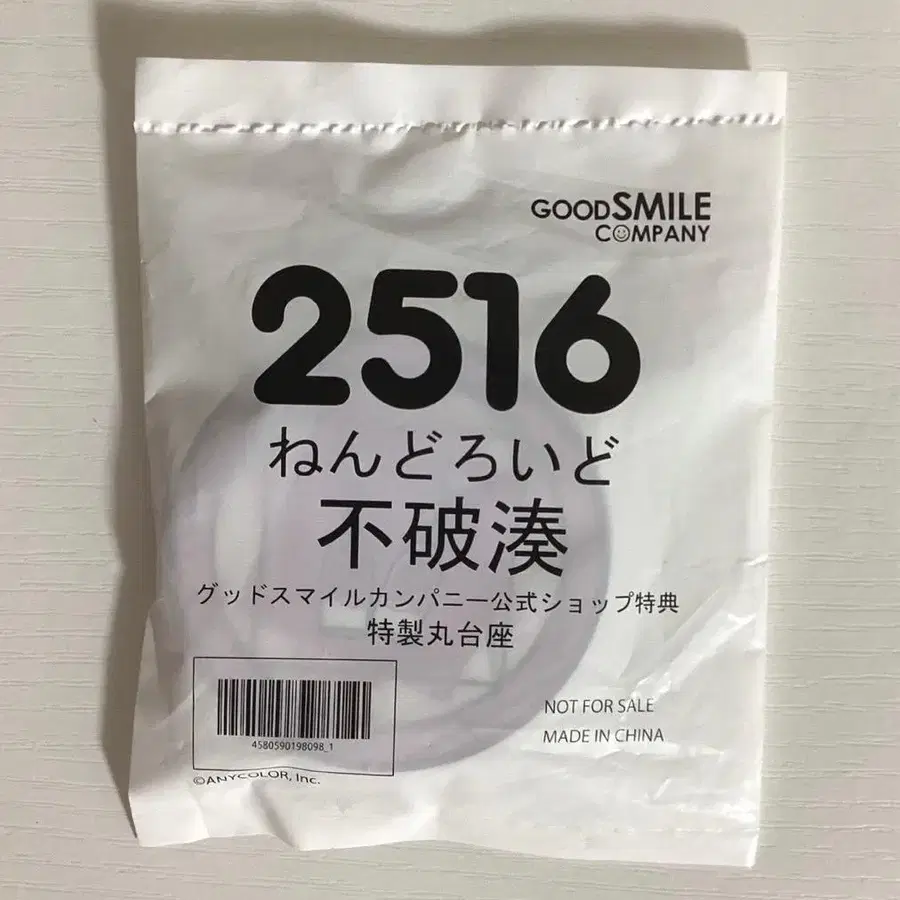 GOODSMILE
COMPANY
2516
ねんどろいど
不破湊
グッドスマイルカンパニー公式ショップ特典
特製丸台座
4580590198098_1
©ANYCOLOR, Inc.
NOT FOR SALE
MADE IN CHINA